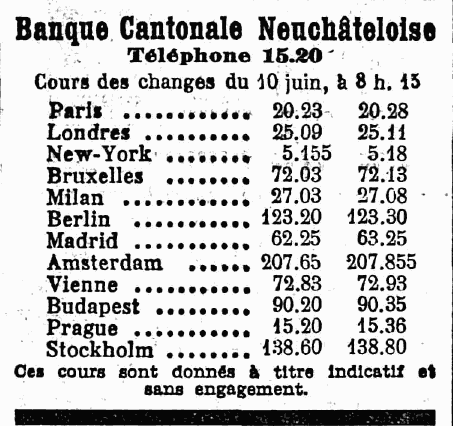 Banque Cantonale Neuchâteloise
Téléphone 15.20
Cours des changes du 10 juin, à 8 h. 15
Paris ............ 20.23 20.28
Londres ......... 25.09 25.11
New-York ....... 5.155 5.18
Bruxelles ....... 72.03 72.13
Milan ........... 27.03 27.08
Berlin .......... 123.20 123.30
Madrid .......... 62.25 63.25
Amsterdam ...... 207.65 207.855
Vienne .......... 72.83 72.93
Budapest ........ 90.20 90.35
Prague .......... 15.20 15.36
Stockholm ....... 138.60 138.80
Ces cours sont donnés à titre indicatif et
sans engagement.